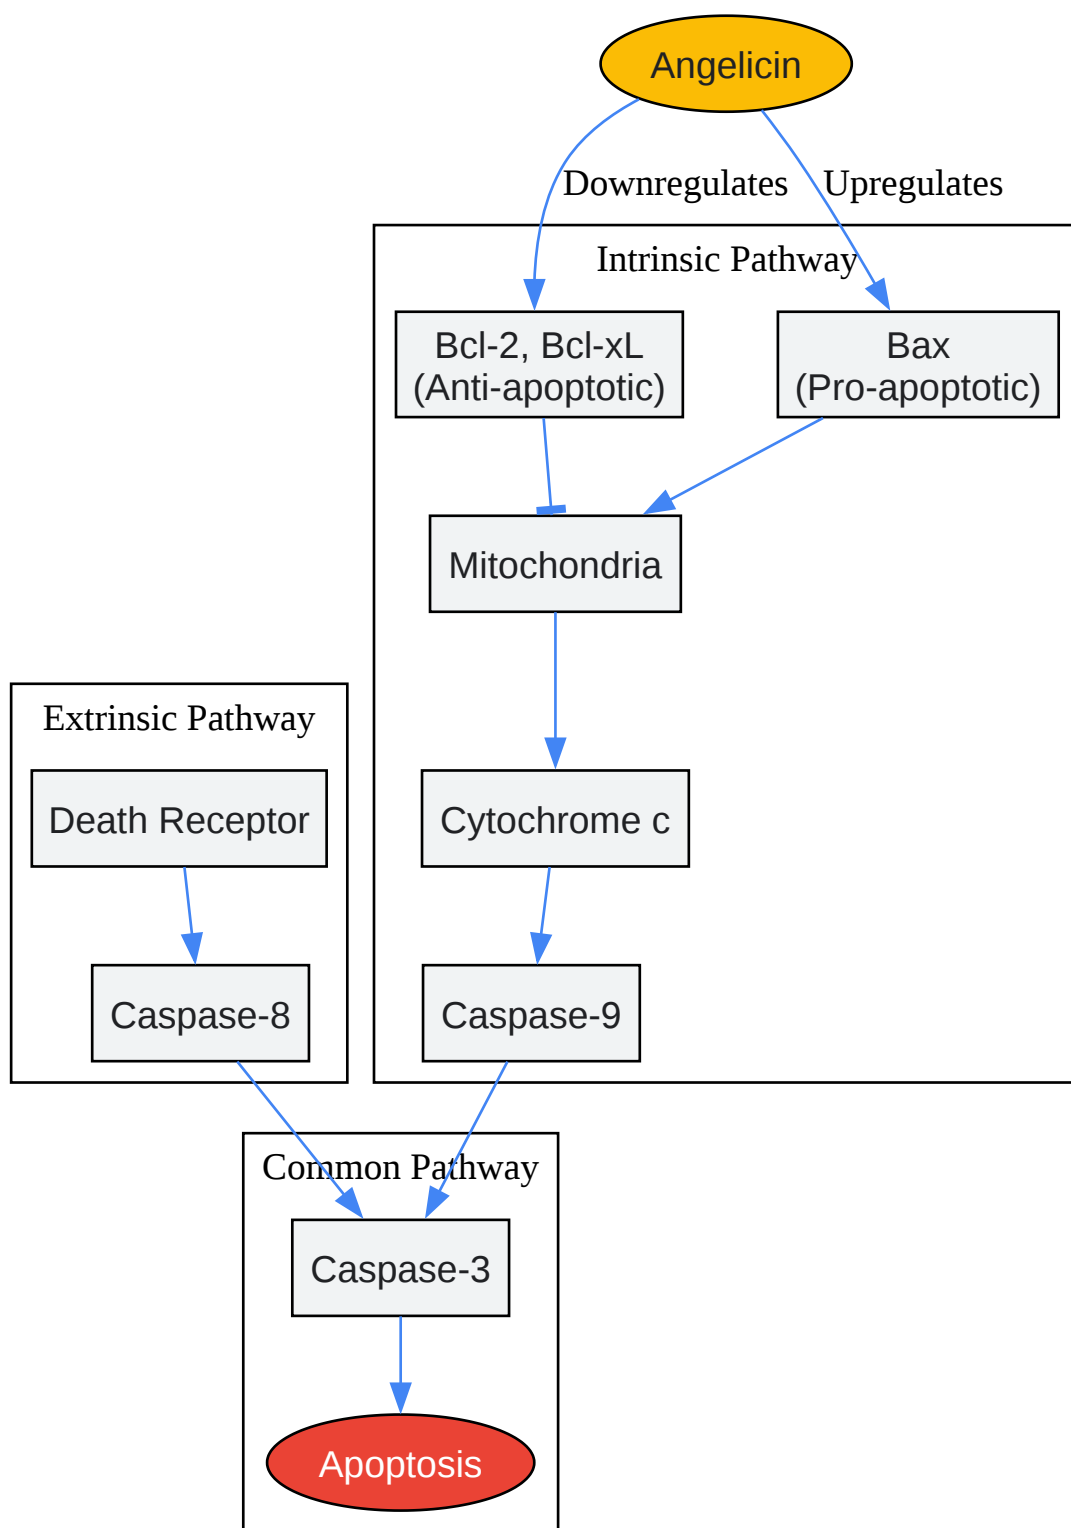 Angelicin
Downregulates
Upregulates
Intrinsic Pathway
Bcl-2, Bcl-xL
(Anti-apoptotic)
Bax
(Pro-apoptotic)
Mitochondria
Extrinsic Pathway
Death Receptor
Cytochrome c
Caspase-8
Caspase-9
Common Pathway
Caspase-3
Apoptosis